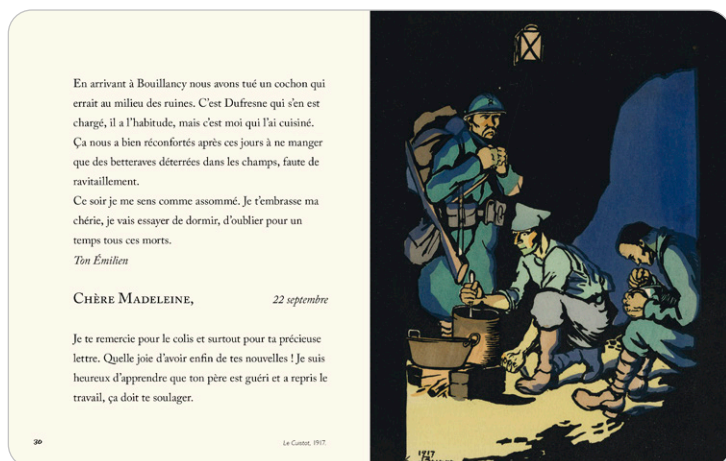 En arrivant à Bouillancy nous avons tué un cochon qui
errait au milieu des ruines. C'est Dufresne qui s'en est
chargé, il a l'habitude, mais c'est moi qui l'ai cuisiné.
Ça nous a bien réconfortés après ces jours à ne manger
que des betteraves déterrées dans les champs, faute de
ravitaillement.
Ce soir je me sens comme assommé. Je t'embrasse ma
chérie, je vais essayer de dormir, d'oublier pour un
temps tous ces morts.
Ton Émilien
Chère Madeleine, 22 septembre
Je te remercie pour le colis et surtout pour ta précieuse
lettre. Quelle joie d'avoir enfin de tes nouvelles ! Je suis
heureux d'apprendre que ton père est guéri et a repris le
travail, ça doit te soulager.
30
Le Cuistot, 1917.
1917